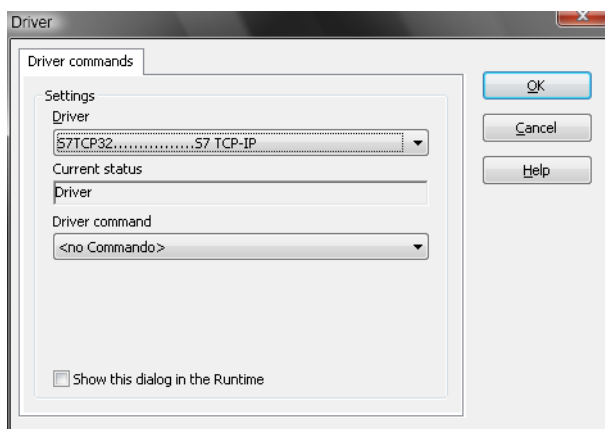 Driver
Driver commands
Settings
Driver
S7TCP32................S7 TCP-IP
Current status
Driver
Driver command
<no Commando>
Show this dialog in the Runtime
OK
Cancel
Help